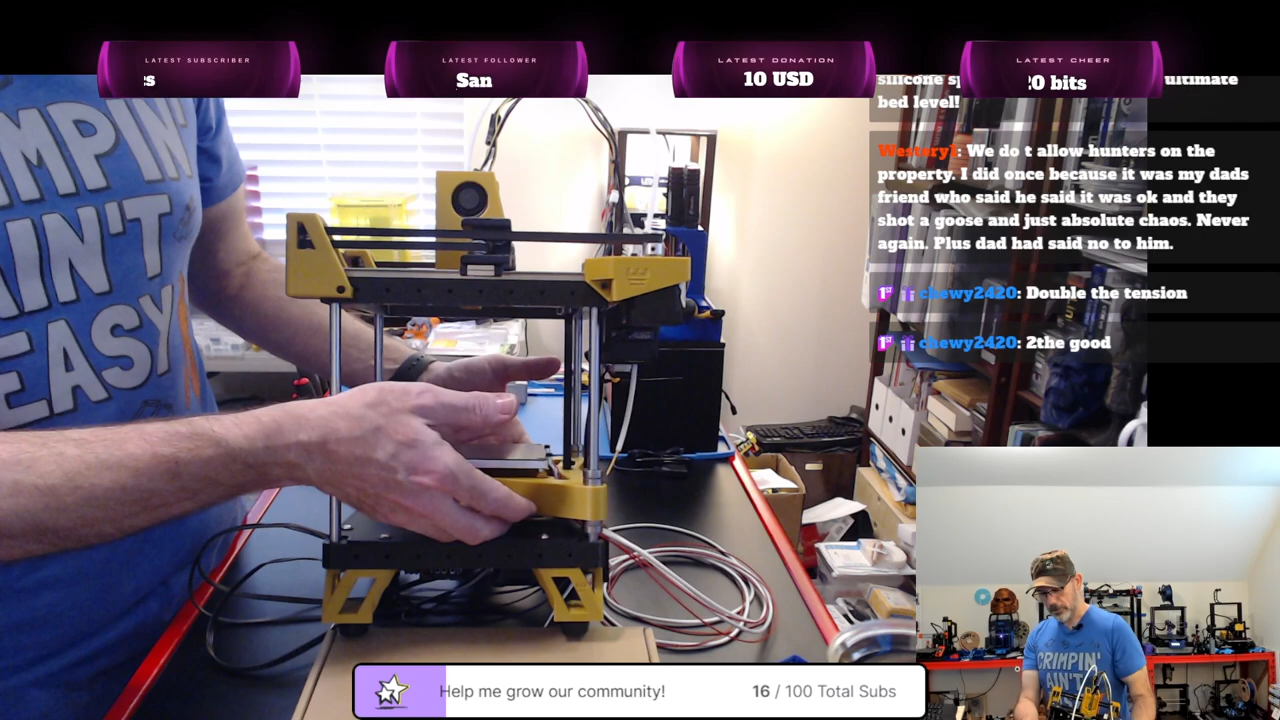 LATEST SUBSCRIBER
s
LATEST FOLLOWER
San
LATEST DONATION
10 USD
LATEST CHEER
20 bits
silicone ultimate
bed level!
Westery1: We do t allow hunters on the
property. I did once because it was my dads
friend who said he said it was ok and they
shot a goose and just absolute chaos. Never
again. Plus dad had said no to him.
chewy2420: Double the tension
chewy2420: 2the good
CRIMPIN'
AIN'T
EASY
CRIMPIN'
AIN'T
Help me grow our community!
16 / 100 Total Subs